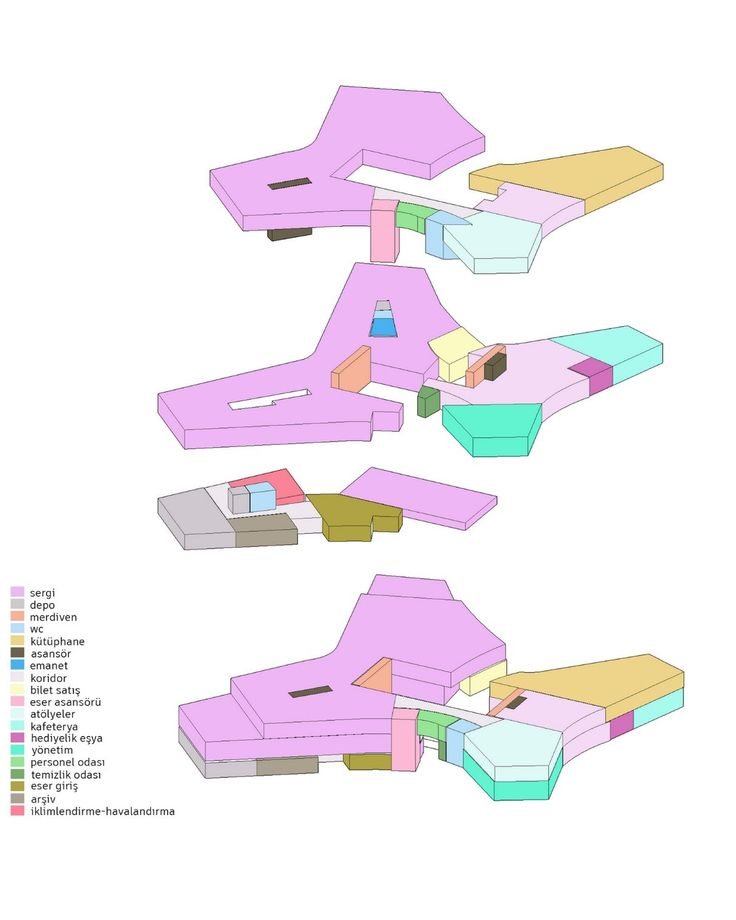 sergi
depo
merdiven
wc
kütüphane
asansör
emanet
koridor
bilet satış
eser asansörü
atölyeler
kafeterya
hediyelik eşya
yönetim
personel odası
temizlik odası
eser giriş
arşiv
iklimlendirme-havalandırma